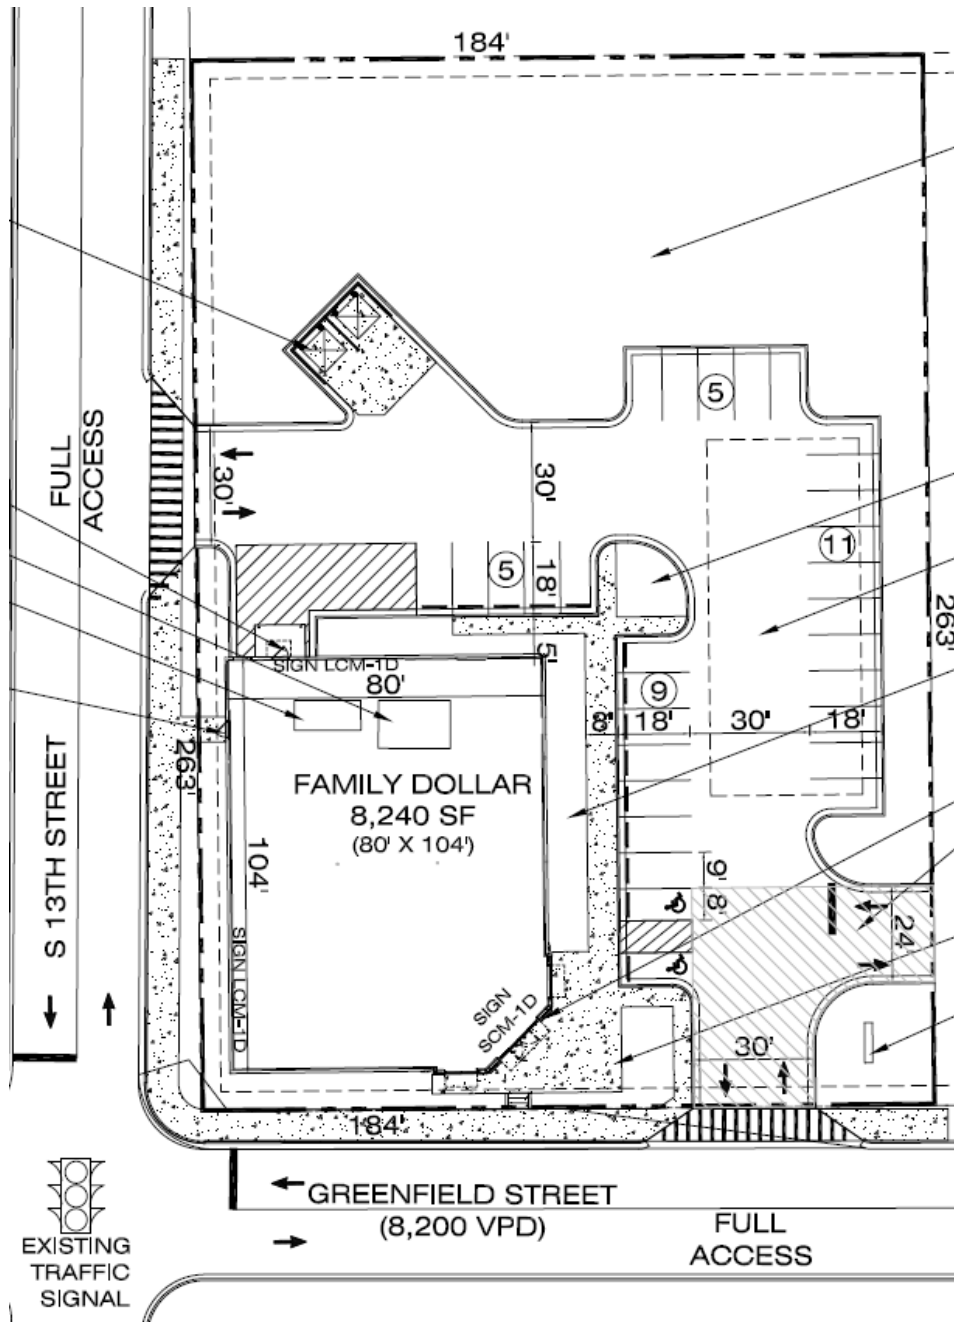 184'
FULL
ACCESS
5
30'
30'
11
5
18'
263'
SIGN LCM-1D
5'
80'
9
8'
18'
30'
18'
263'
FAMILY DOLLAR
8,240 SF
(80' X 104')
S 13TH STREET
104'
9'
8'
24'
SIGN LCM-1D
SIGN
SCM-1D
30'
184'
GREENFIELD STREET
(8,200 VPD)
FULL
ACCESS
EXISTING
TRAFFIC
SIGNAL